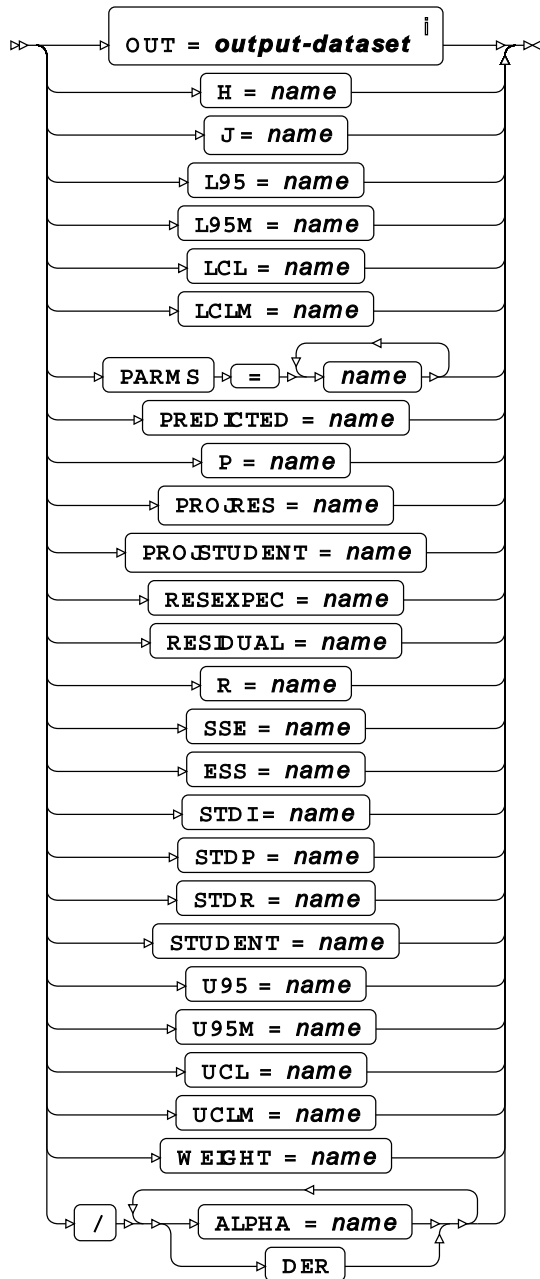 OUT = output-dataset i
H = name
J = name
L95 = name
L95M = name
LCL = name
LCLM = name
PARMS = name
PREDICTED = name
P = name
PROJRES = name
PROJSTUDENT = name
RESEXPEC = name
RESIDUAL = name
R = name
SSE = name
ESS = name
STDI = name
STDP = name
STDR = name
STUDENT = name
U95 = name
U95M = name
UCL = name
UCLM = name
WEIGHT = name
/ ALPHA = name
DER